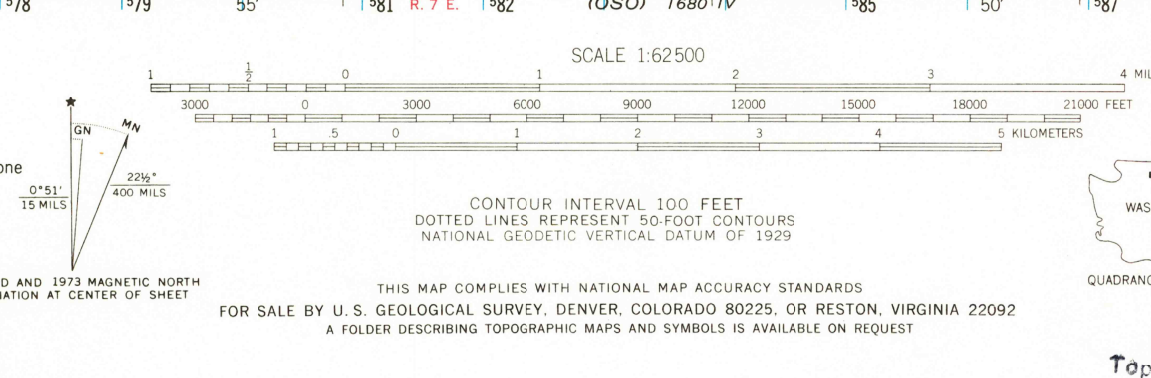 ⁵78 ⁵79 55' ⁵81 R. 7 E. ⁵82 (OSO) 1680 IV ⁵85 50' ⁵87
SCALE 1:62500
1 ½ 0 1 2 3 4 MIL
3000 0 3000 6000 9000 12000 15000 18000 21000 FEET
1 .5 0 1 2 3 4 5 KILOMETERS
★
GN
MN
one
0°51'
15 MILS
22½°
400 MILS
D AND 1973 MAGNETIC NORTH
IATION AT CENTER OF SHEET
CONTOUR INTERVAL 100 FEET
DOTTED LINES REPRESENT 50-FOOT CONTOURS
NATIONAL GEODETIC VERTICAL DATUM OF 1929
WAS
QUADRANG
THIS MAP COMPLIES WITH NATIONAL MAP ACCURACY STANDARDS
FOR SALE BY U. S. GEOLOGICAL SURVEY, DENVER, COLORADO 80225, OR RESTON, VIRGINIA 22092
A FOLDER DESCRIBING TOPOGRAPHIC MAPS AND SYMBOLS IS AVAILABLE ON REQUEST
Top